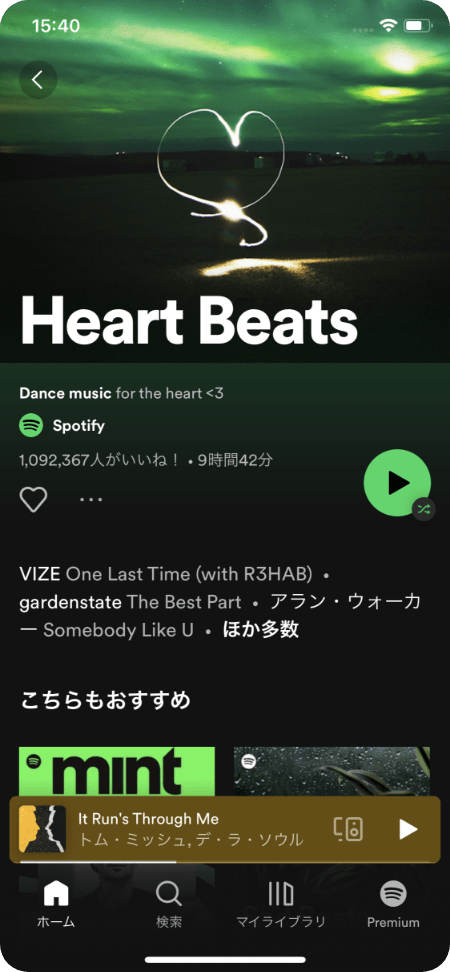 15:40
Heart Beats
Dance music for the heart <3
Spotify
1,092,367人がいいね！ • 9時間42分
VIZE One Last Time (with R3HAB) •
gardenstate The Best Part • アラン・ウォーカ
ー Somebody Like U • ほか多数
こちらもおすすめ
mint
It Run's Through Me
トム・ミッシュ, デ・ラ・ソウル
ホーム
検索
マイライブラリ
Premium